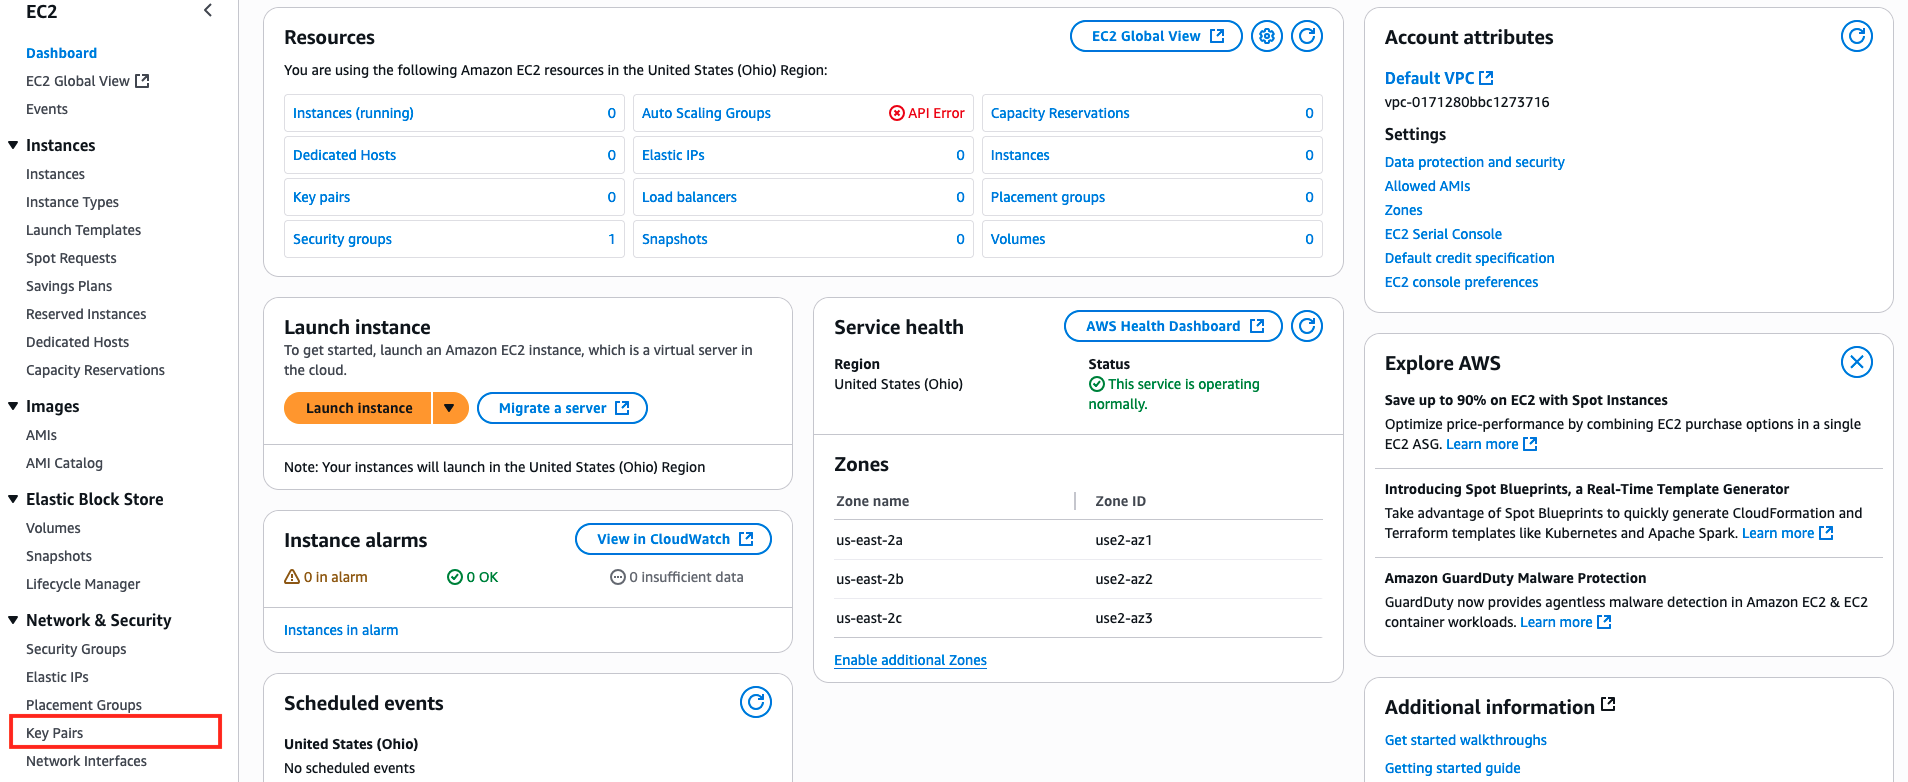 EC2
Dashboard
EC2 Global View
Events
Instances
Instances
Instance Types
Launch Templates
Spot Requests
Savings Plans
Reserved Instances
Dedicated Hosts
Capacity Reservations
Images
AMIs
AMI Catalog
Elastic Block Store
Volumes
Snapshots
Lifecycle Manager
Network & Security
Security Groups
Elastic IPs
Placement Groups
Key Pairs
Network Interfaces
Resources
EC2 Global View
You are using the following Amazon EC2 resources in the United States (Ohio) Region:
Instances (running) 0
Auto Scaling Groups API Error
Capacity Reservations 0
Dedicated Hosts 0
Elastic IPs 0
Instances 0
Key pairs 0
Load balancers 0
Placement groups 0
Security groups 1
Snapshots 0
Volumes 0
Launch instance
To get started, launch an Amazon EC2 instance, which is a virtual server in
the cloud.
Launch instance
Migrate a server
Note: Your instances will launch in the United States (Ohio) Region
Instance alarms
View in CloudWatch
0 in alarm
0 OK
0 insufficient data
Instances in alarm
Scheduled events
United States (Ohio)
No scheduled events
Service health
AWS Health Dashboard
Region
United States (Ohio)
Status
This service is operating
normally.
Zones
Zone name Zone ID
us-east-2a use2-az1
us-east-2b use2-az2
us-east-2c use2-az3
Enable additional Zones
Account attributes
Default VPC
vpc-0171280bbc1273716
Settings
Data protection and security
Allowed AMIs
Zones
EC2 Serial Console
Default credit specification
EC2 console preferences
Explore AWS
Save up to 90% on EC2 with Spot Instances
Optimize price-performance by combining EC2 purchase options in a single
EC2 ASG. Learn more
Introducing Spot Blueprints, a Real-Time Template Generator
Take advantage of Spot Blueprints to quickly generate CloudFormation and
Terraform templates like Kubernetes and Apache Spark. Learn more
Amazon GuardDuty Malware Protection
GuardDuty now provides agentless malware detection in Amazon EC2 & EC2
container workloads. Learn more
Additional information
Get started walkthroughs
Getting started guide